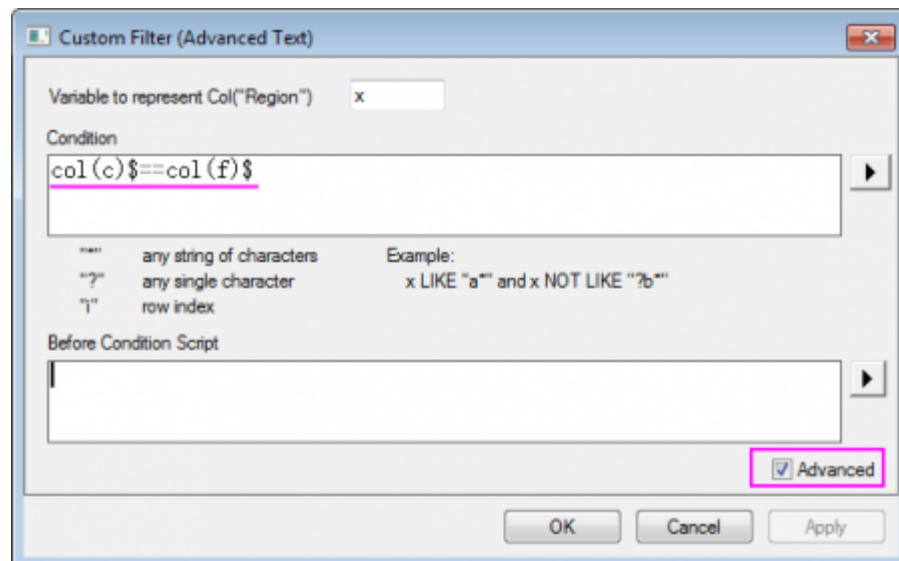 Custom Filter (Advanced Text)
Variable to represent Col("Region") x
Condition
col(c)$==col(f)$
"*" any string of characters Example:
"?" any single character x LIKE "a*" and x NOT LIKE "?b*"
"i" row index
Before Condition Script
Advanced
OK Cancel Apply